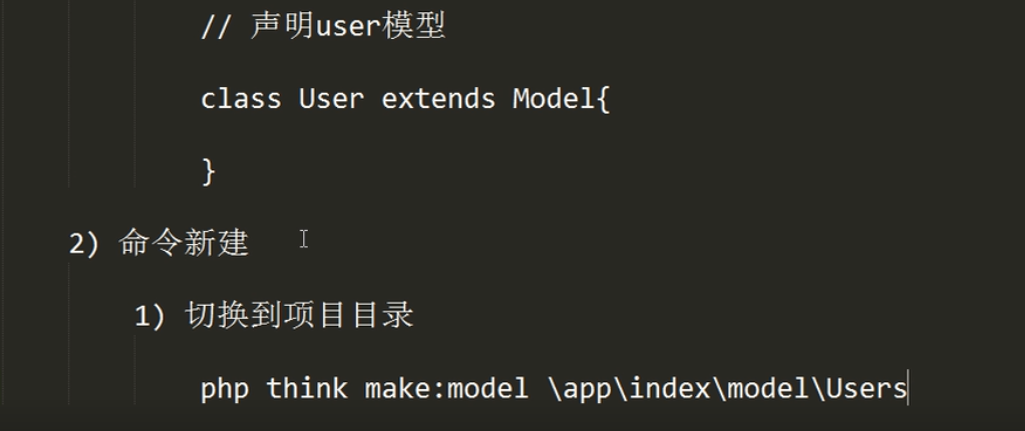 // 声明user模型
class User extends Model{
}
2) 命令新建
1) 切换到项目目录
php think make:model \app\index\model\Users